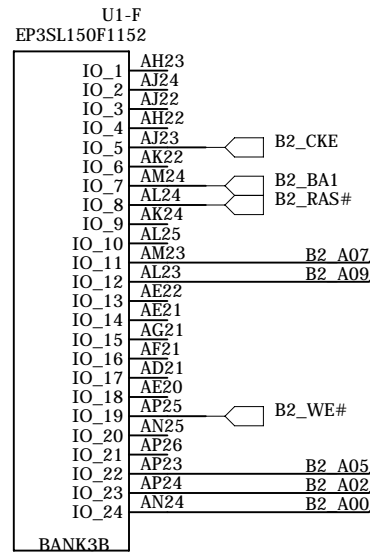 U1-F
EP3SL150F1152
IO_1 AH23
IO_2 AJ24
IO_3 AJ22
IO_4 AH22
IO_5 AJ23 B2_CKE
IO_6 AK22
IO_7 AM24 B2_BA1
IO_8 AL24 B2_RAS#
IO_9 AK24
IO_10 AL25
IO_11 AM23 B2_A07
IO_12 AL23 B2_A09
IO_13 AE22
IO_14 AE21
IO_15 AG21
IO_16 AF21
IO_17 AD21
IO_18 AE20
IO_19 AP25 B2_WE#
IO_20 AN25
IO_21 AP26
IO_22 AP23 B2_A05
IO_23 AP24 B2_A02
IO_24 AN24 B2_A00
BANK3B